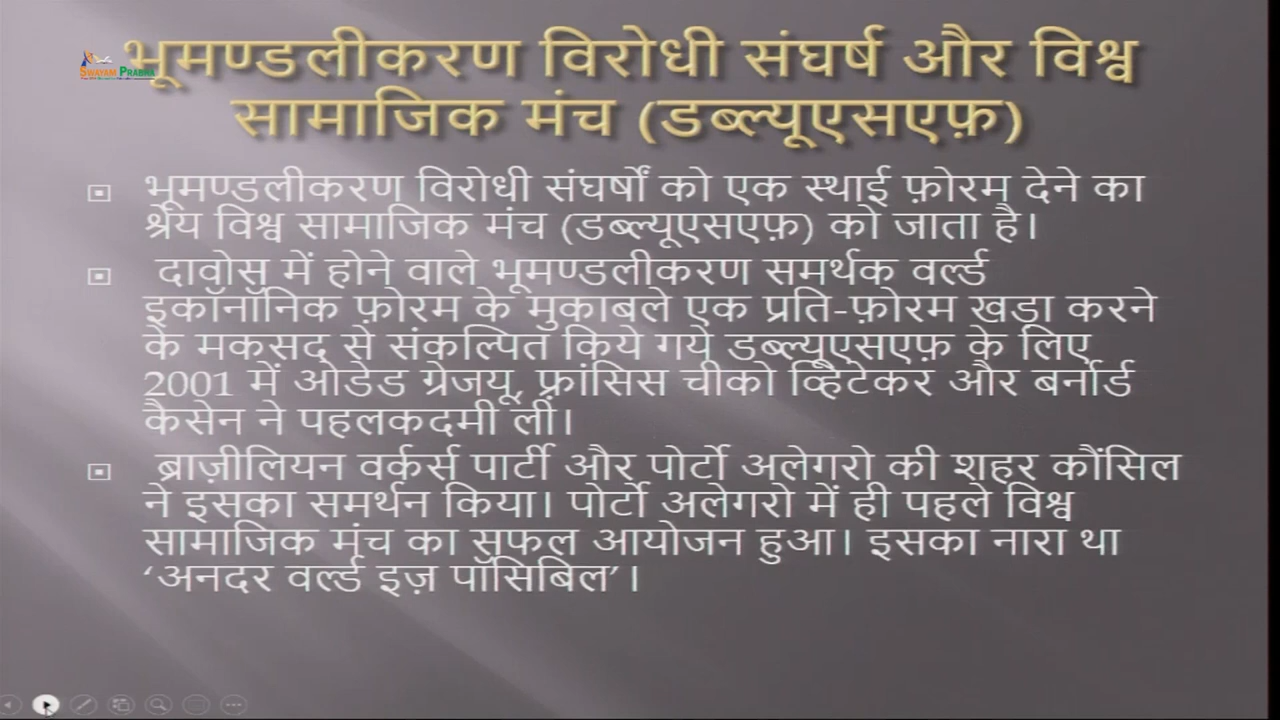 SWAYAM PRABHA
भूमण्डलीकरण विरोधी संघर्ष और विश्व
सामाजिक मंच (डब्ल्यूएसएफ़)
भूमण्डलीकरण विरोधी संघर्षों को एक स्थाई फ़ोरम देने का
श्रेय विश्व सामाजिक मंच (डब्ल्यूएसएफ़) को जाता है।
दावोस में होने वाले भूमण्डलीकरण समर्थक वर्ल्ड
इकॉनॉनिक फ़ोरम के मुकाबले एक प्रति-फ़ोरम खड़ा करने
के मकसद से संकल्पित किये गये डब्ल्यूएसएफ़ के लिए
2001 में ओडेड ग्रेजयू, फ्रांसिस चीको व्हिटेकर और बर्नार्ड
कैसेन ने पहलकदमी ली।
ब्राज़ीलियन वर्कर्स पार्टी और पोर्टो अलेगरो की शहर कौंसिल
ने इसका समर्थन किया। पोर्टो अलेगरो में ही पहले विश्व
सामाजिक मंच का सुफल आयोजन हुआ। इसका नारा था
‘अनदर वर्ल्ड इज़ पॉसिबिल’।